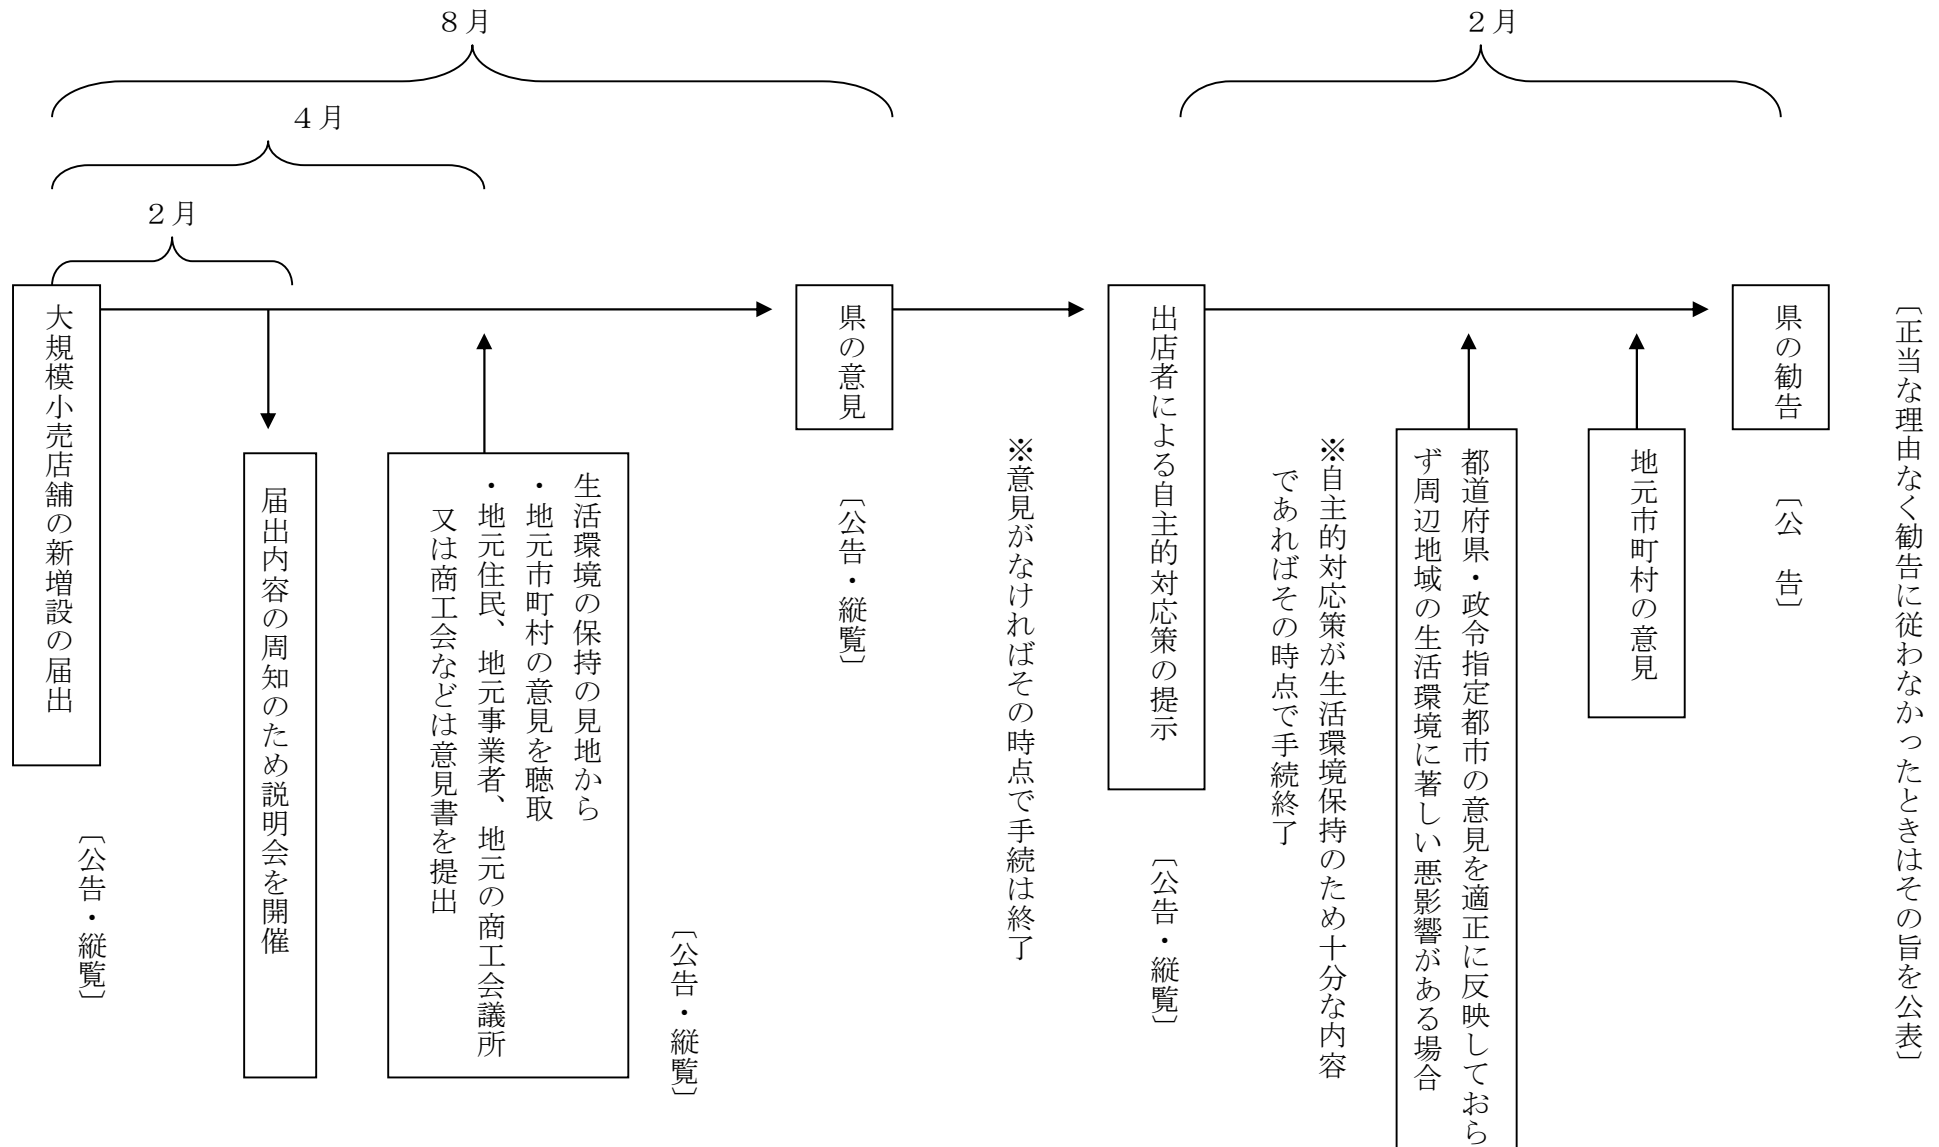 ８月
２月
４月
２月
大規模小売店舗の新増設の届出
〔公告・縦覧〕
届出内容の周知のため説明会を開催
生活環境の保持の見地から
・地元市町村の意見を聴取
・地元住民、地元事業者、地元の商工会議所
又は商工会などは意見書を提出
〔公告・縦覧〕
県の意見
〔公告・縦覧〕
※意見がなければその時点で手続は終了
出店者による自主的対応策の提示
〔公告・縦覧〕
※自主的対応策が生活環境保持のため十分な内容
であればその時点で手続終了
都道府県・政令指定都市の意見を適正に反映しておら
ず周辺地域の生活環境に著しい悪影響がある場合
地元市町村の意見
県の勧告
〔公　告〕
〔正当な理由なく勧告に従わなかったときはその旨を公表〕